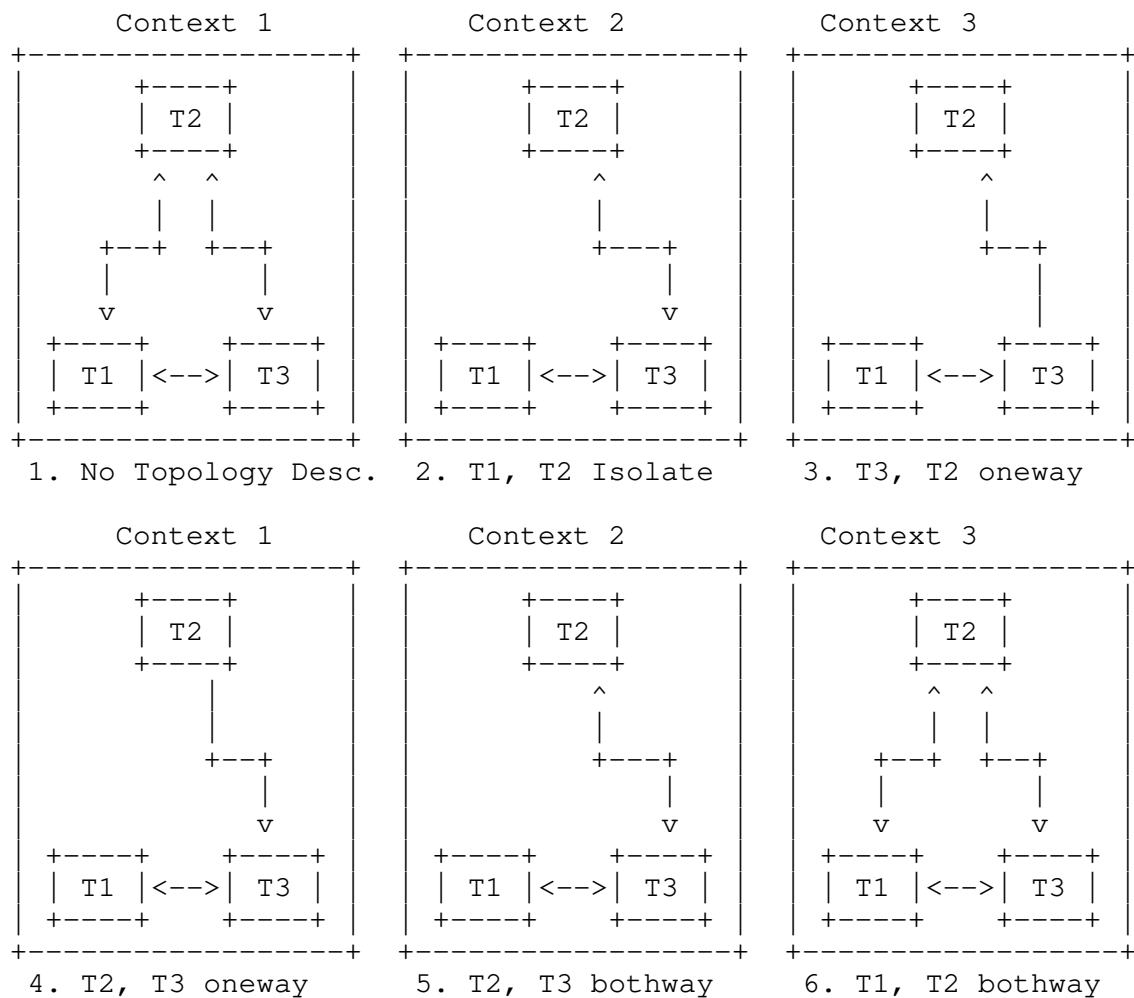 Context 1 Context 2 Context 3
T2 T2 T2
T1 <--> T3 T1 <--> T3 T1 <--> T3
1. No Topology Desc. 2. T1, T2 Isolate 3. T3, T2 oneway
Context 1 Context 2 Context 3
T2 T2 T2
T1 <--> T3 T1 <--> T3 T1 <--> T3
4. T2, T3 oneway 5. T2, T3 bothway 6. T1, T2 bothway